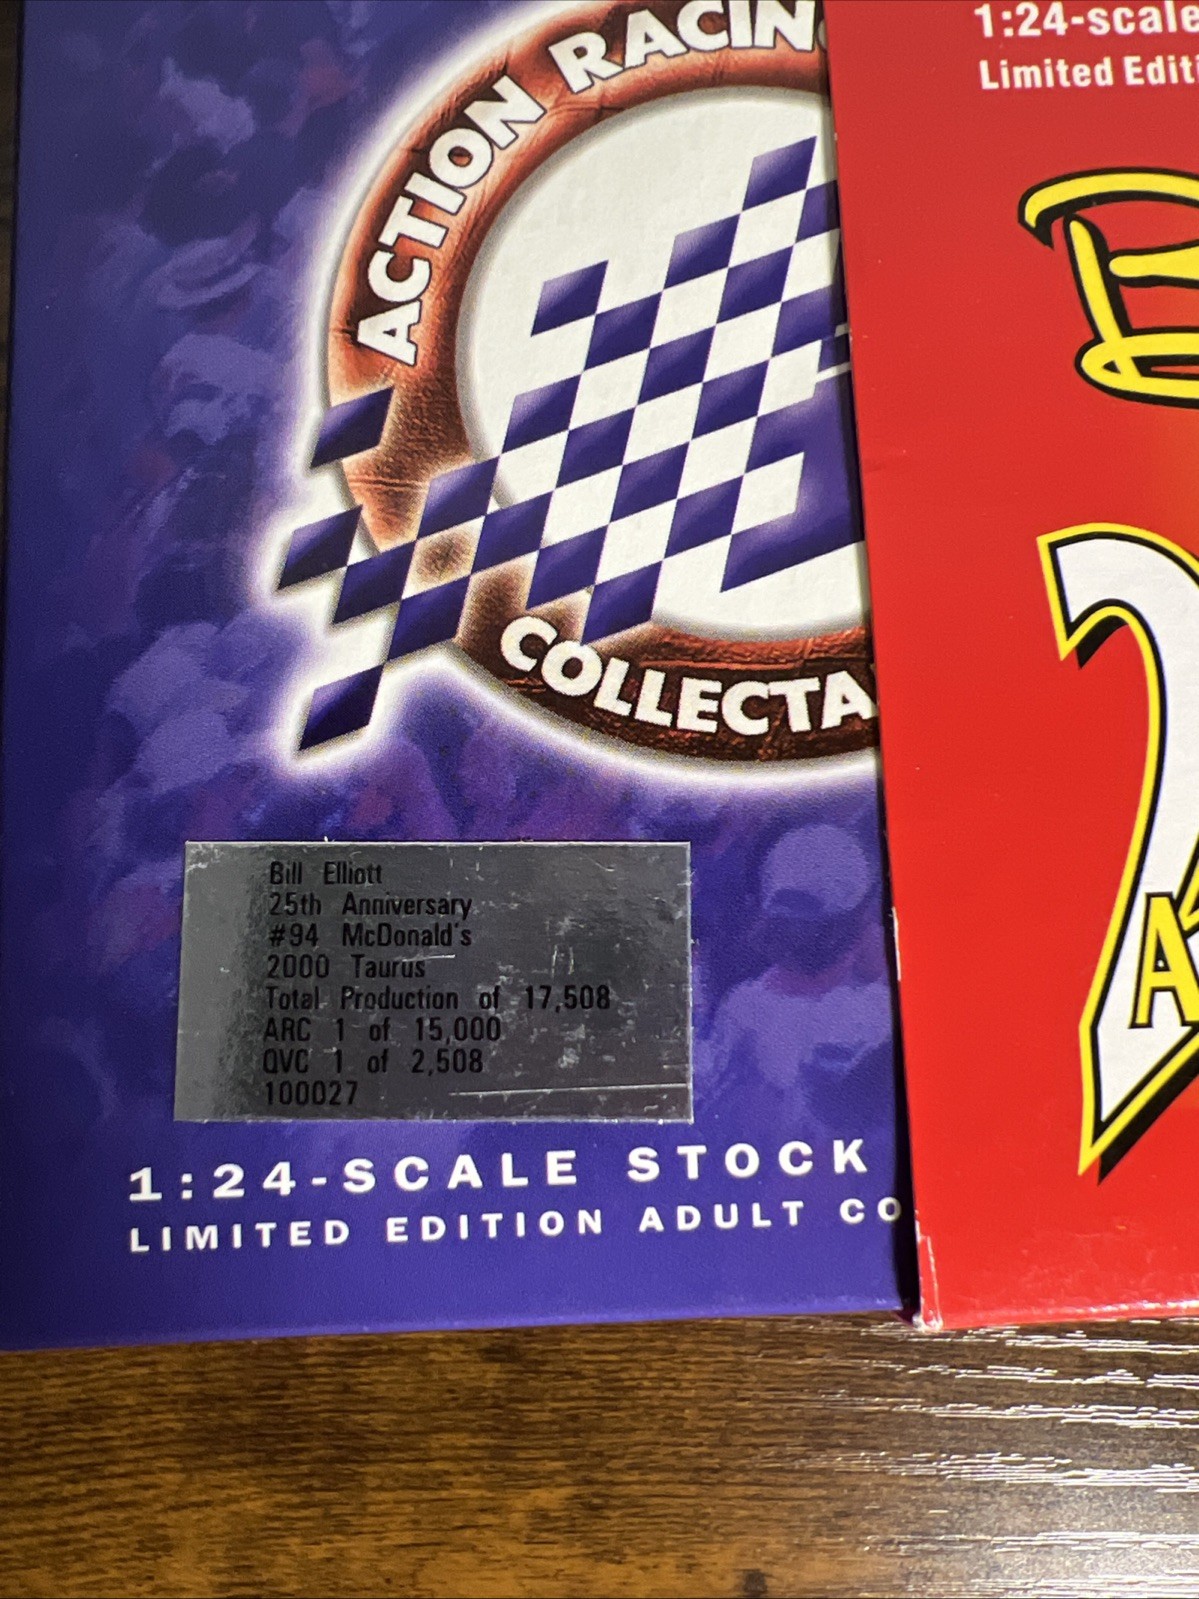 ACTION RACING
COLLECTA
Bill Elliott
25th Anniversary
#94 McDonald's
2000 Taurus
Total Production of 17,508
ARC 1 of 15,000
QVC 1 of 2,508
100027
1:24-SCALE STOCK
LIMITED EDITION ADULT CO
1:24-scale
Limited Editi